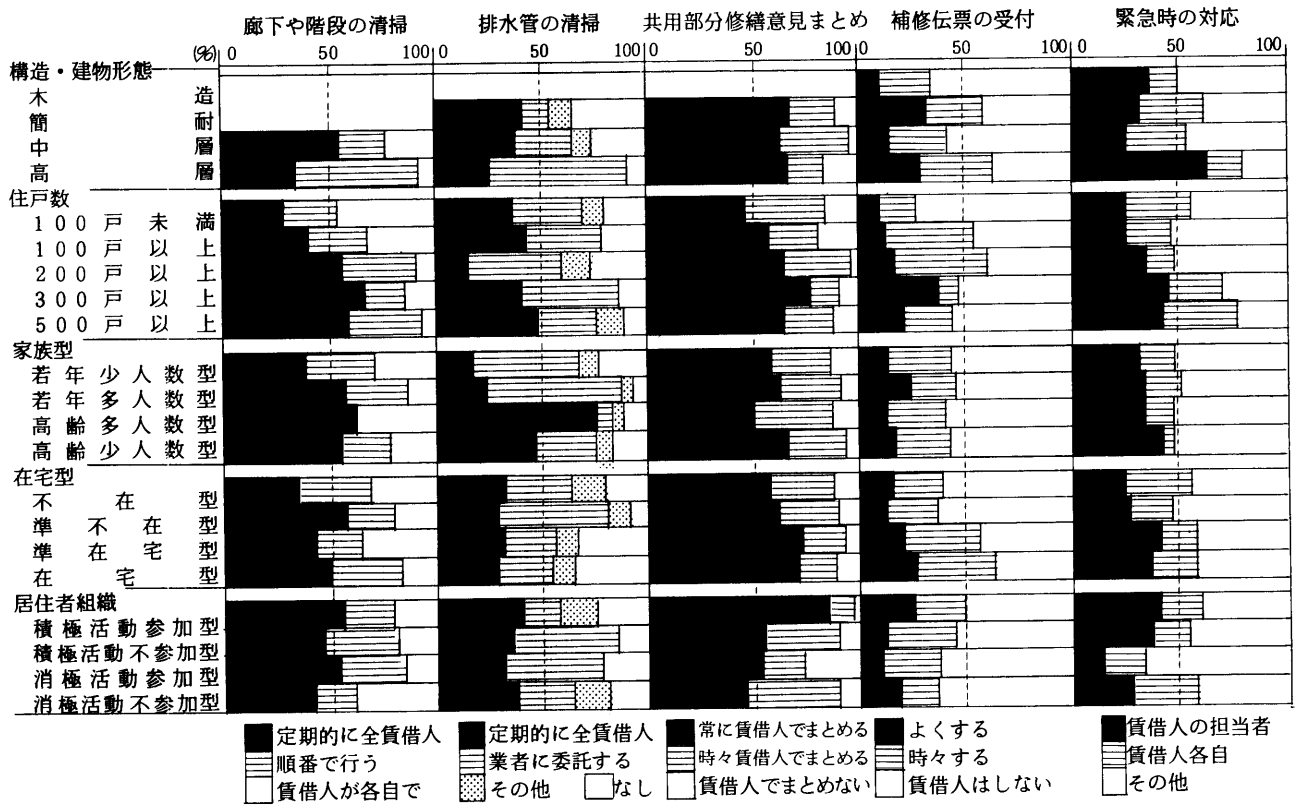 廊下や階段の清掃 排水管の清掃 共用部分修繕意見まとめ 補修伝票の受付 緊急時の対応
(%) 0 50 100 0 50 100 0 50 100 0 50 100 0 50 100
構造・建物形態
木造
簡耐
中層
高層
住戸数
100戸未満
100戸以上
200戸以上
300戸以上
500戸以上
家族型
若年少人数型
若年多人数型
高齢多人数型
高齢少人数型
在宅型
不在型
準不在型
準在宅型
在宅型
居住者組織
積極活動参加型
積極活動不参加型
消極活動参加型
消極活動不参加型
定期的に全賃借人
順番で行う
賃借人が各自で
定期的に全賃借人
業者に委託する
その他 なし
常に賃借人でまとめる
時々賃借人でまとめる
賃借人でまとめない
よくする
時々する
賃借人はしない
賃借人の担当者
賃借人各自
その他